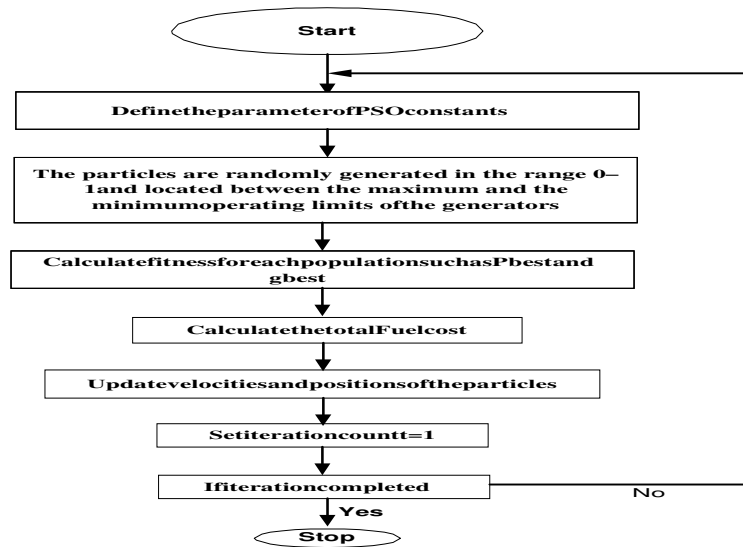 Start
DefinetheparameterofPSOconstants
The particles are randomly generated in the range 0–
1and located between the maximum and the
minimumoperating limits ofthe generators
CalculatefitnessforeachpopulationsuchasPbestand
gbest
CalculatethetotalFuelcost
Updatevelocitiesandpositionsoftheparticles
Setiterationcountt=1
Ifiterationcompleted
No
Yes
Stop